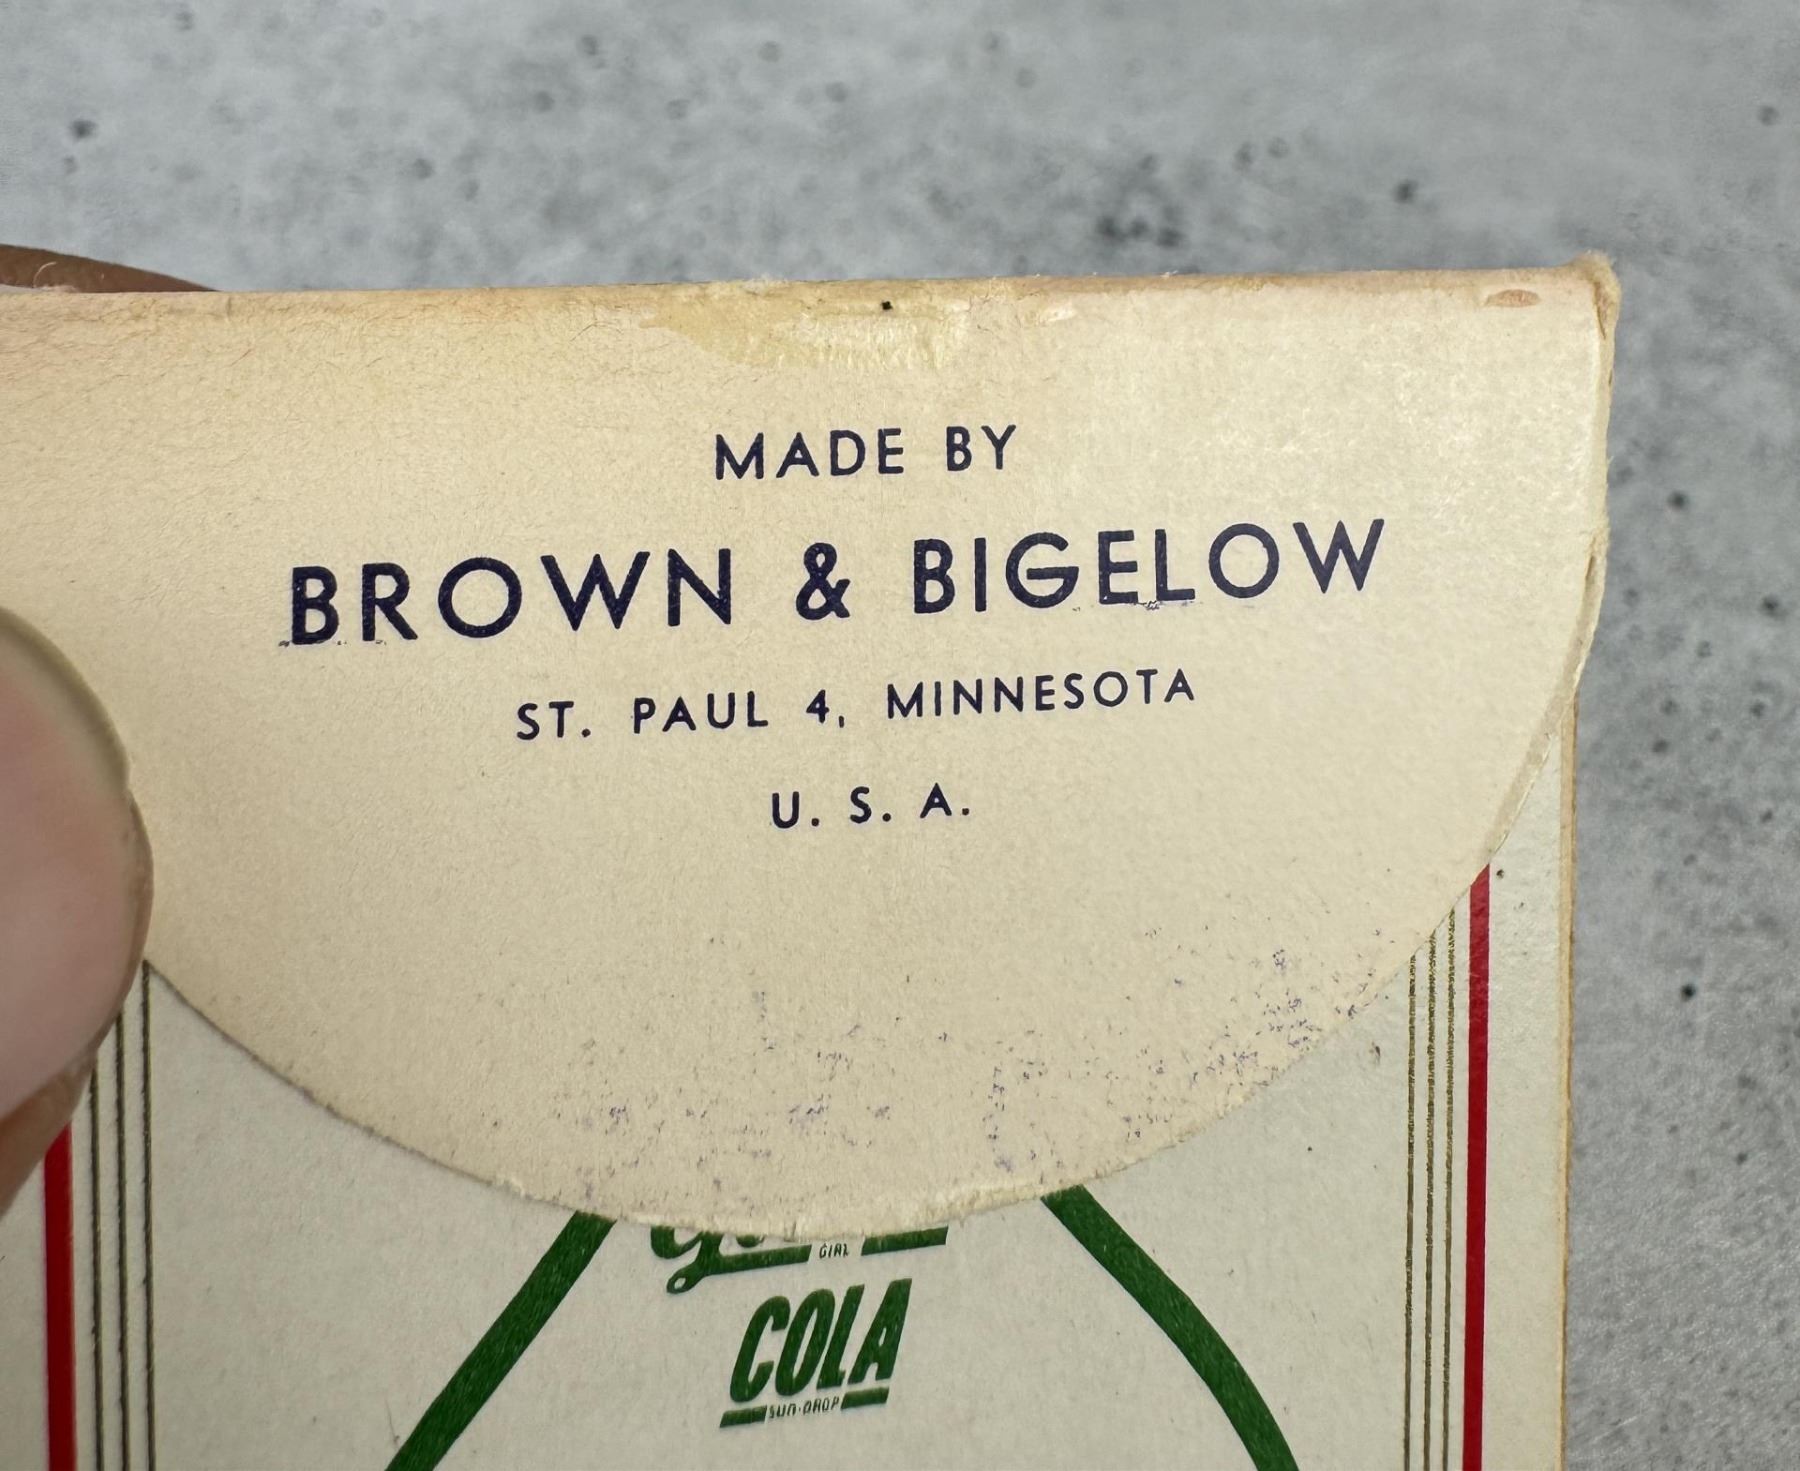 MADE BY
BROWN & BIGELOW
ST. PAUL 4, MINNESOTA
U. S. A.
GIRL
COLA
SUN-DROP